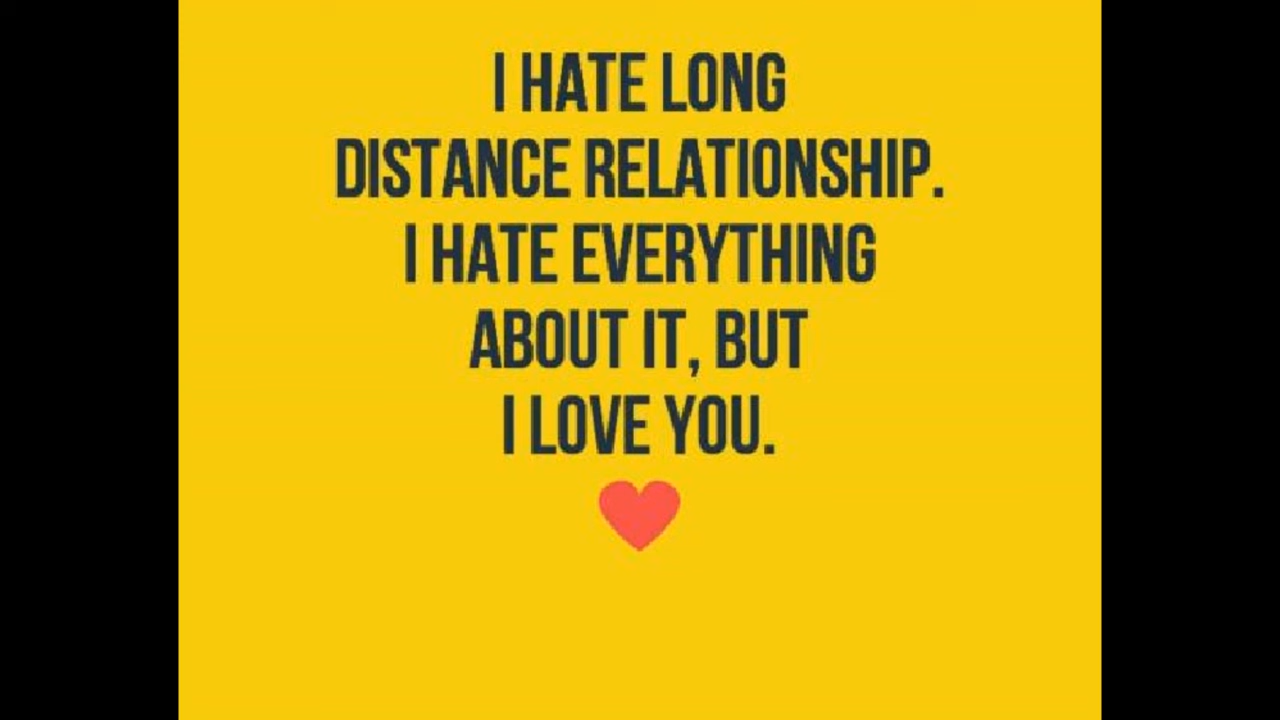 I HATE LONG
DISTANCE RELATIONSHIP.
I HATE EVERYTHING
ABOUT IT, BUT
I LOVE YOU.